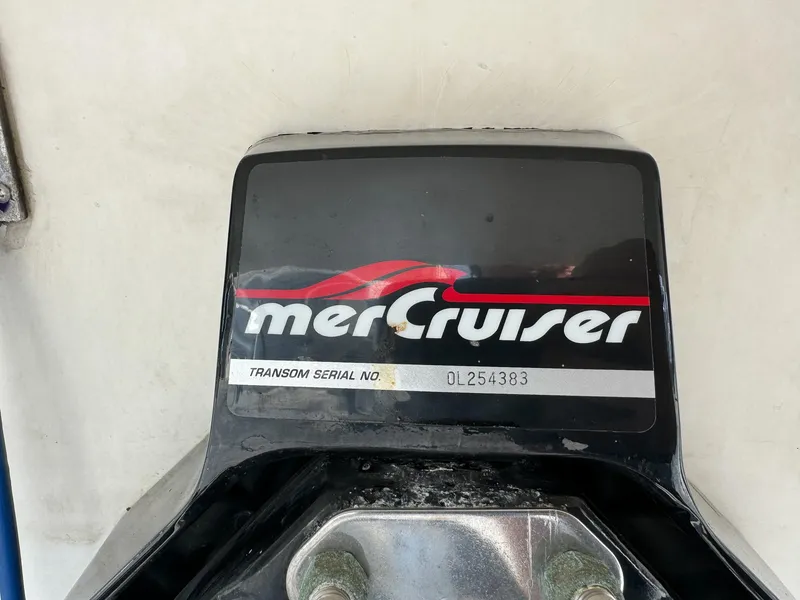 merCruiser
TRANSOM SERIAL NO. 0L254383